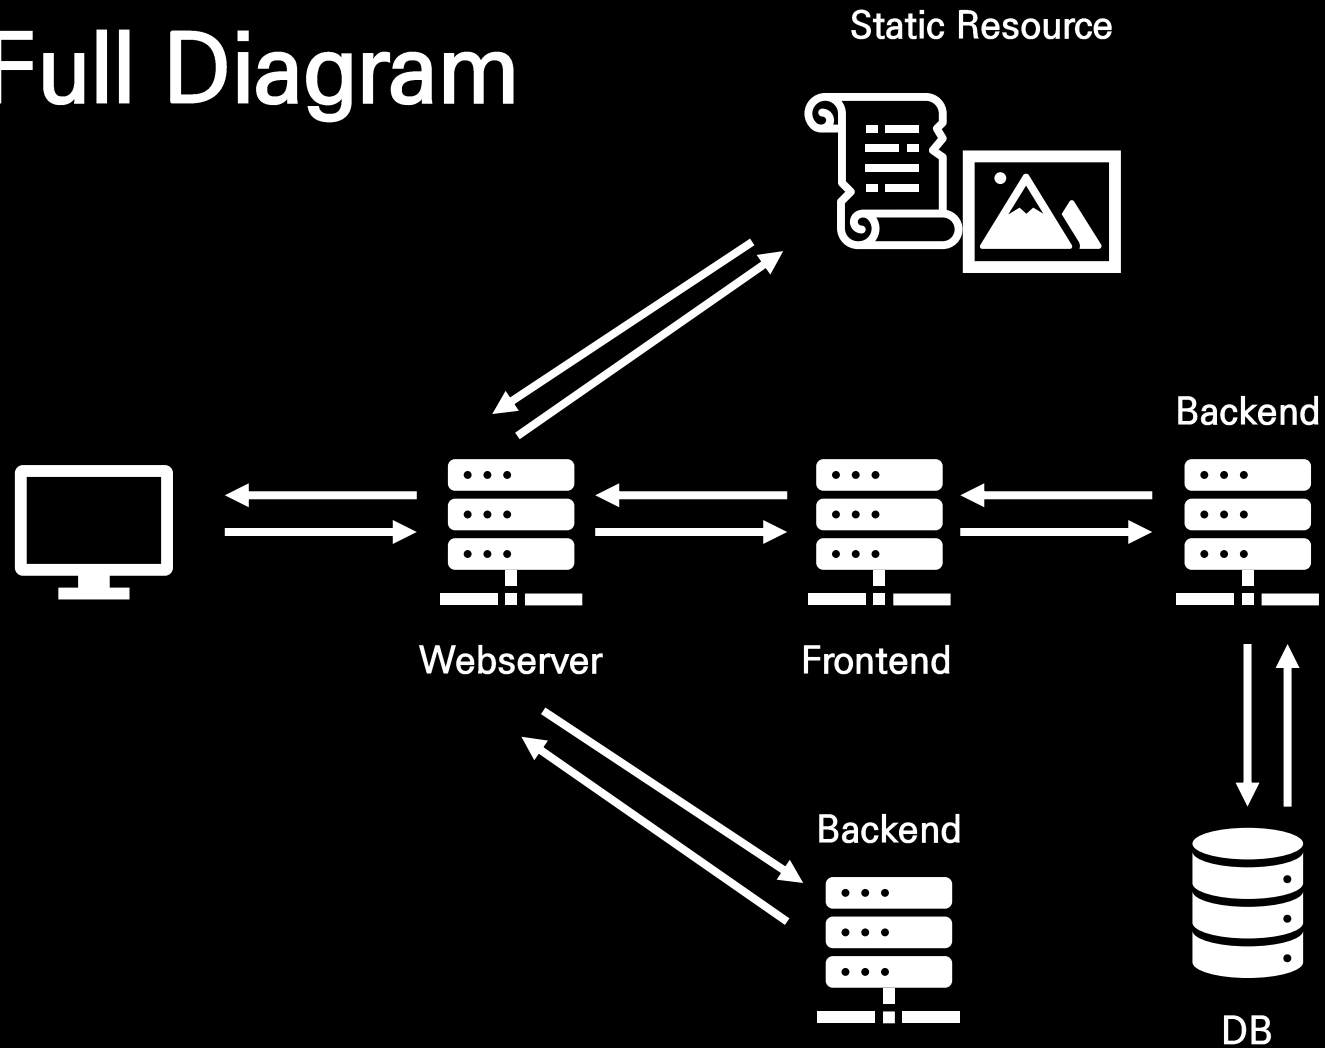 Full Diagram
Static Resource
Backend
Webserver
Frontend
Backend
DB